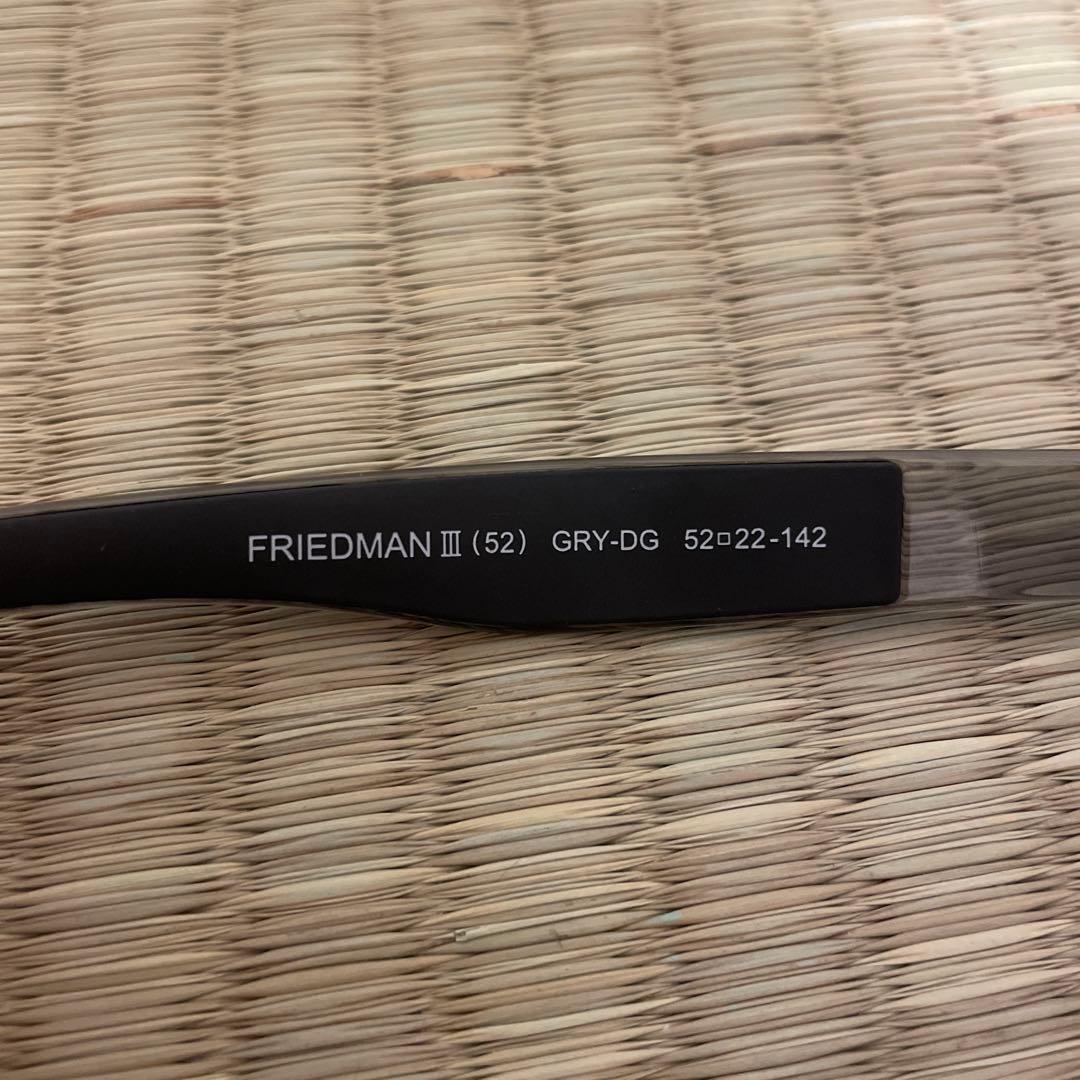 FRIEDMAN Ⅲ (52) GRY-DG 52□22-142